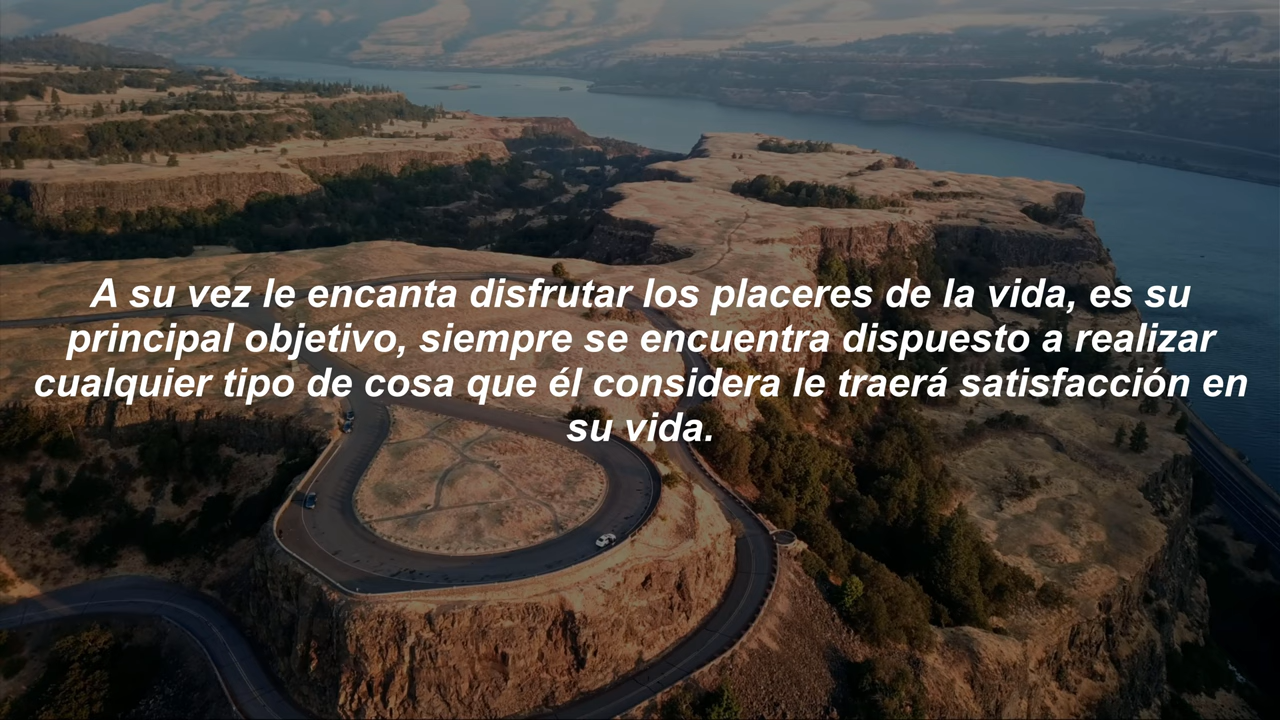 A su vez le encanta disfrutar los placeres de la vida, es su
principal objetivo, siempre se encuentra dispuesto a realizar
cualquier tipo de cosa que él considera le traerá satisfacción en
su vida.